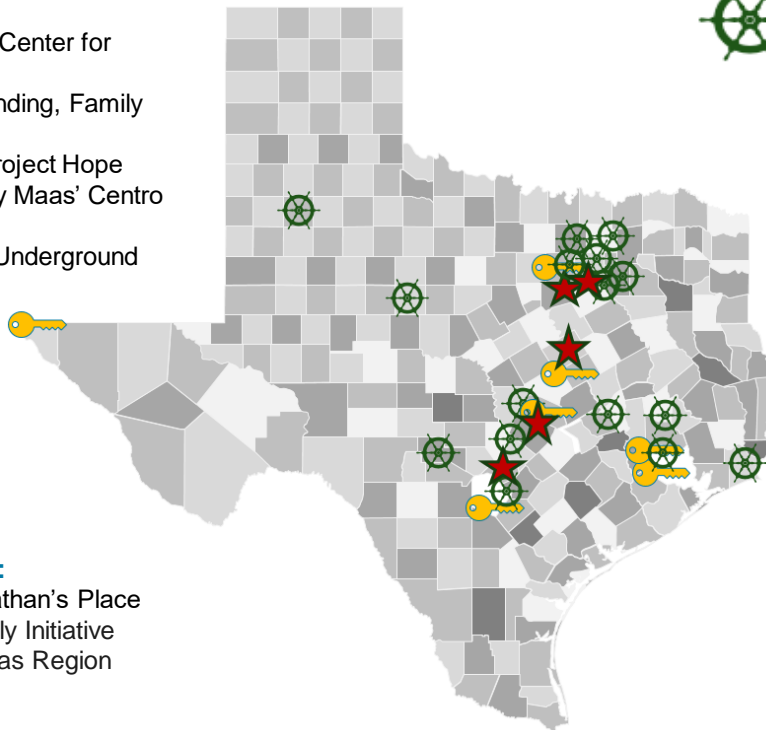 Center for
nding, Family
roject Hope
y Maas' Centro
Underground
:
athan's Place
ly Initiative
as Region